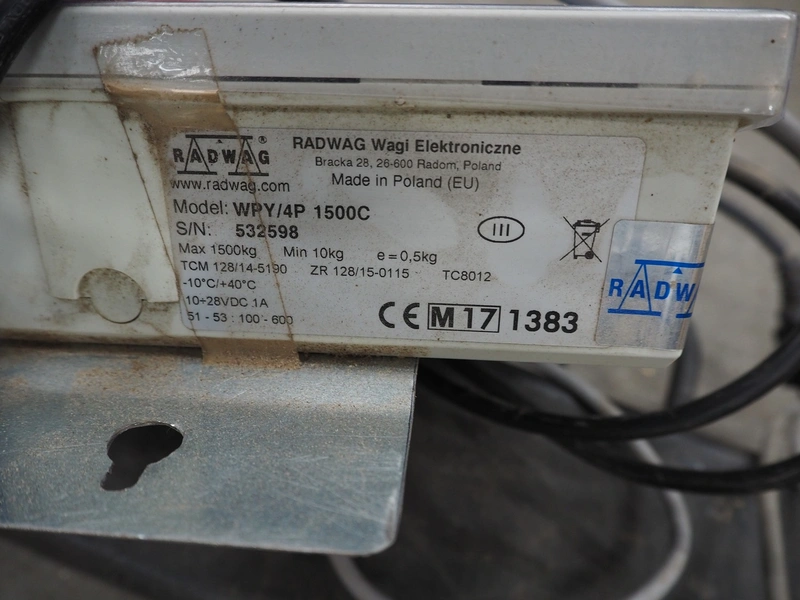 RADWAG®
www.radwag.com
RADWAG Wagi Elektroniczne
Bracka 28, 26-600 Radom, Poland
Made in Poland (EU)
Model: WPY/4P 1500C
S/N: 532598
III
Max 1500kg Min 10kg e=0,5kg
TCM 128/14-5190 ZR 128/15-0115 TC8012
-10°C/+40°C
10÷28VDC 1A
51 - 53 : 100 - 600
CE M 17 1383
RADW